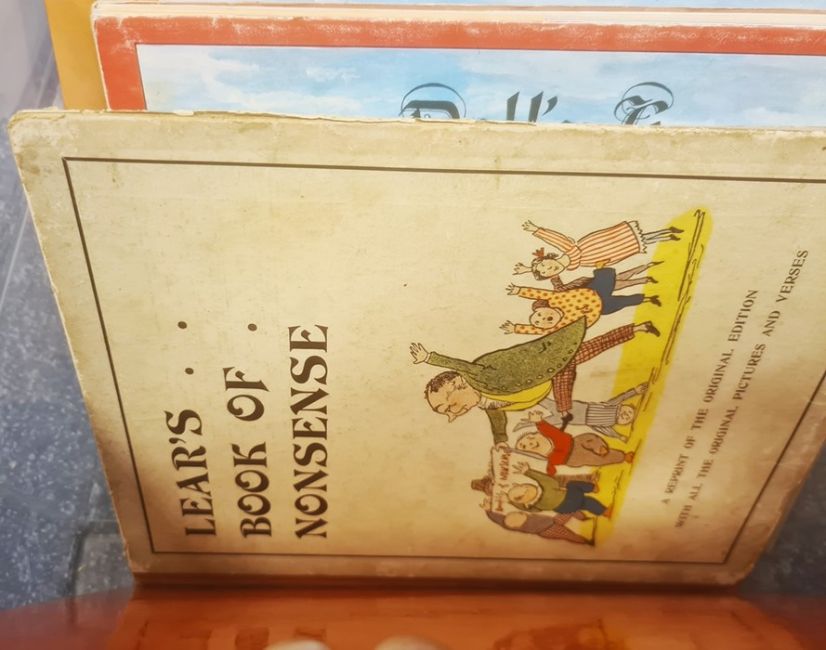 LEAR'S . .
BOOK OF .
NONSENSE
A REPRINT OF THE ORIGINAL EDITION
WITH ALL THE ORIGINAL PICTURES AND VERSES